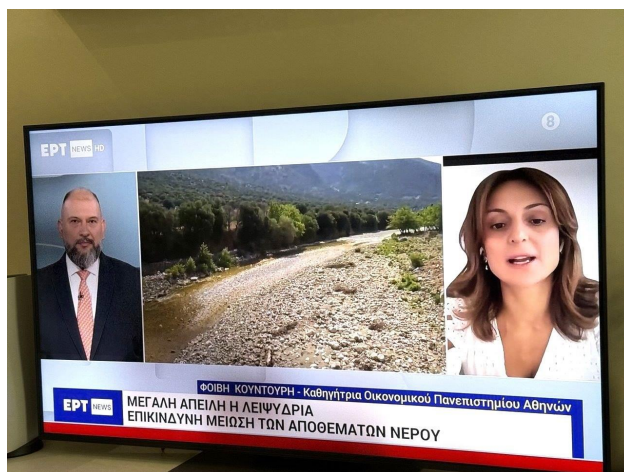 ΕΡΤ NEWS HD
8
ΦΟΙΒΗ ΚΟΥΝΤΟΥΡΗ - Καθηγήτρια Οικονομικού Πανεπιστημίου Αθηνών
ΕΡΤ NEWS
ΜΕΓΑΛΗ ΑΠΕΙΛΗ Η ΛΕΙΨΥΔΡΙΑ
ΕΠΙΚΙΝΔΥΝΗ ΜΕΙΩΣΗ ΤΩΝ ΑΠΟΘΕΜΑΤΩΝ ΝΕΡΟΥ